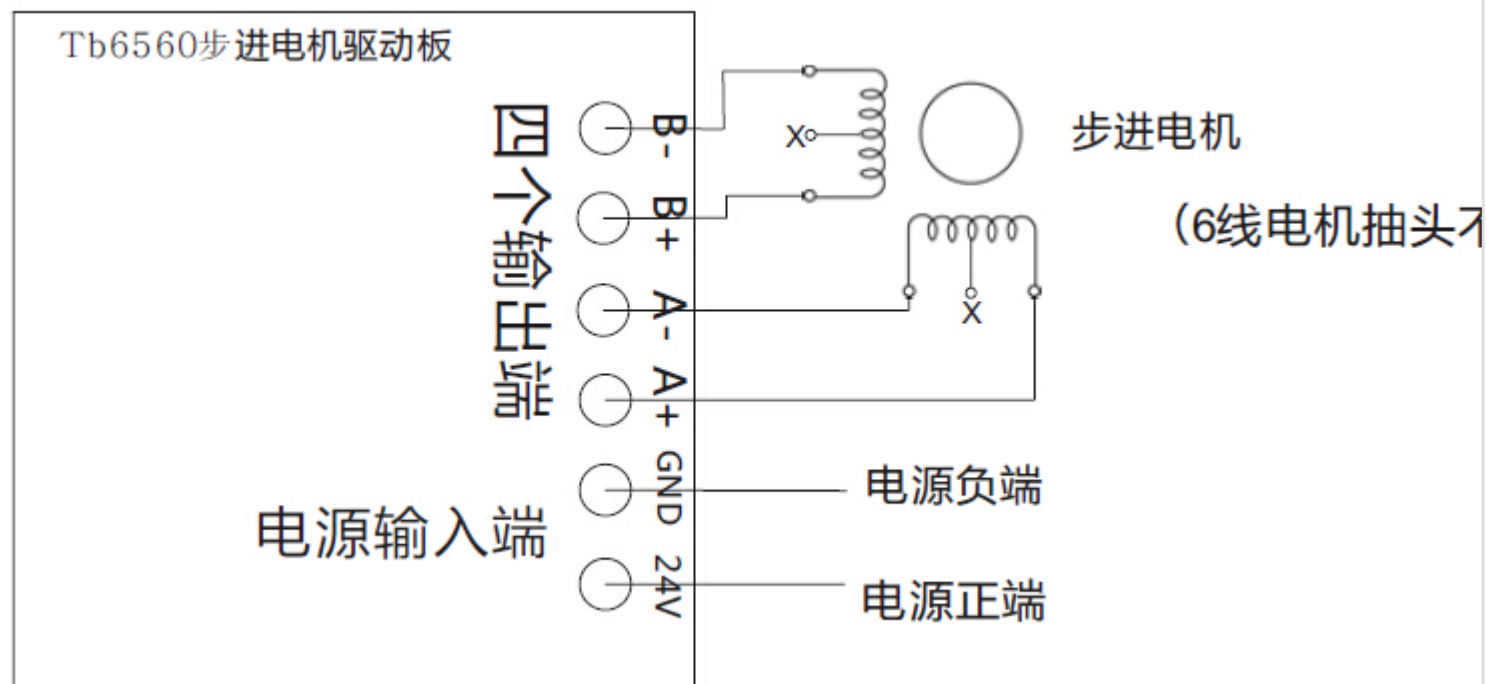 Tb6560步进电机驱动板
四个输出端
B-
B+
A-
A+
GND
24V
X
X
步进电机
（6线电机抽头
电源输入端
电源负端
电源正端